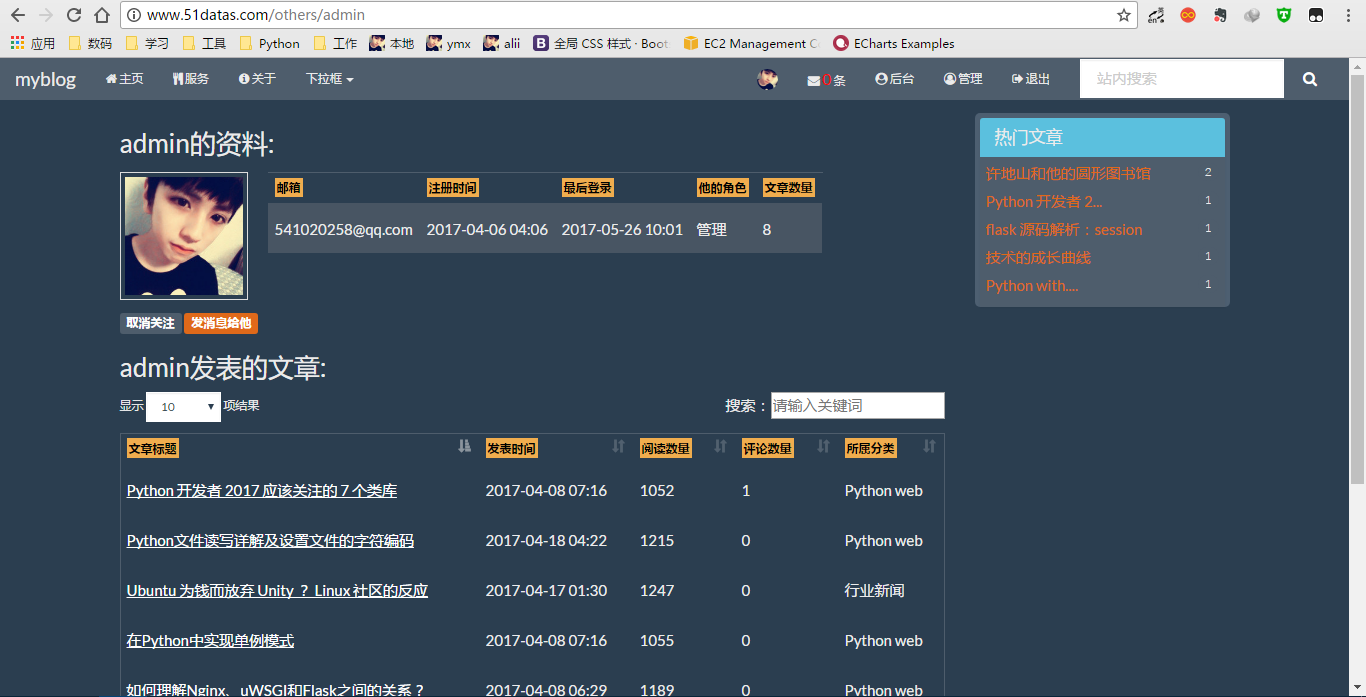 www.51datas.com/others/admin
应用 数码 学习 工具 Python 工作 本地 ymx alii B 全局 CSS 样式 · Boot EC2 Management C ECharts Examples
myblog 主页 服务 关于 下拉框 0条 后台 管理 退出 站内搜索
admin的资料:
邮箱 注册时间 最后登录 他的角色 文章数量
541020258@qq.com 2017-04-06 04:06 2017-05-26 10:01 管理 8
取消关注 发消息给他
热门文章
许地山和他的圆形图书馆 2
Python 开发者 2... 1
flask 源码解析：session 1
技术的成长曲线 1
Python with.... 1
admin发表的文章:
显示 10 项结果 搜索： 请输入关键词
文章标题 发表时间 阅读数量 评论数量 所属分类
Python 开发者 2017 应该关注的 7 个类库 2017-04-08 07:16 1052 1 Python web
Python文件读写详解及设置文件的字符编码 2017-04-18 04:22 1215 0 Python web
Ubuntu 为钱而放弃 Unity ？ Linux 社区的反应 2017-04-17 01:30 1247 0 行业新闻
在Python中实现单例模式 2017-04-08 07:16 1055 0 Python web
如何理解Nginx、uWSGI和Flask之间的关系？ 2017-04-08 06:29 1189 0 Python web